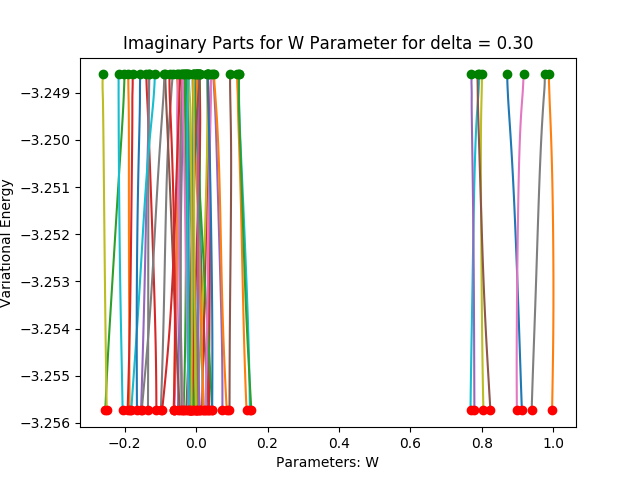 Imaginary Parts for W Parameter for delta = 0.30
Variational Energy
−3.249
−3.250
−3.251
−3.252
−3.253
−3.254
−3.255
−3.256
−0.2 0.0 0.2 0.4 0.6 0.8 1.0
Parameters: W